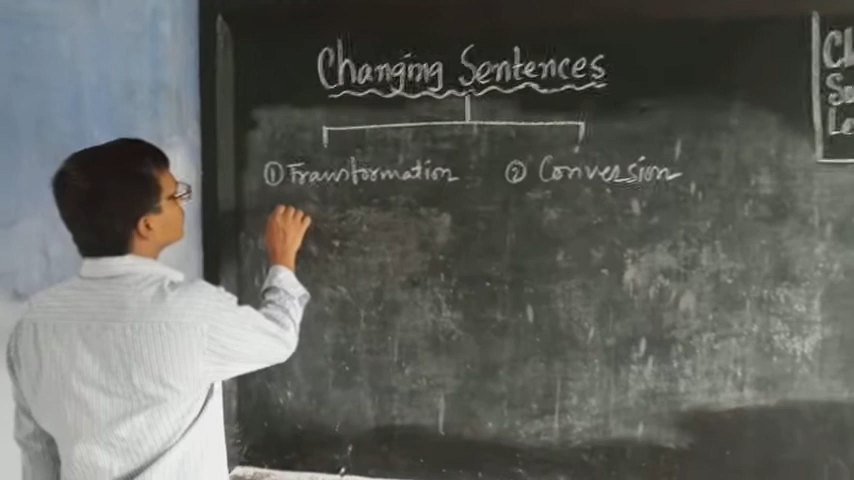 Changing Sentences
① Transformation ② Conversion